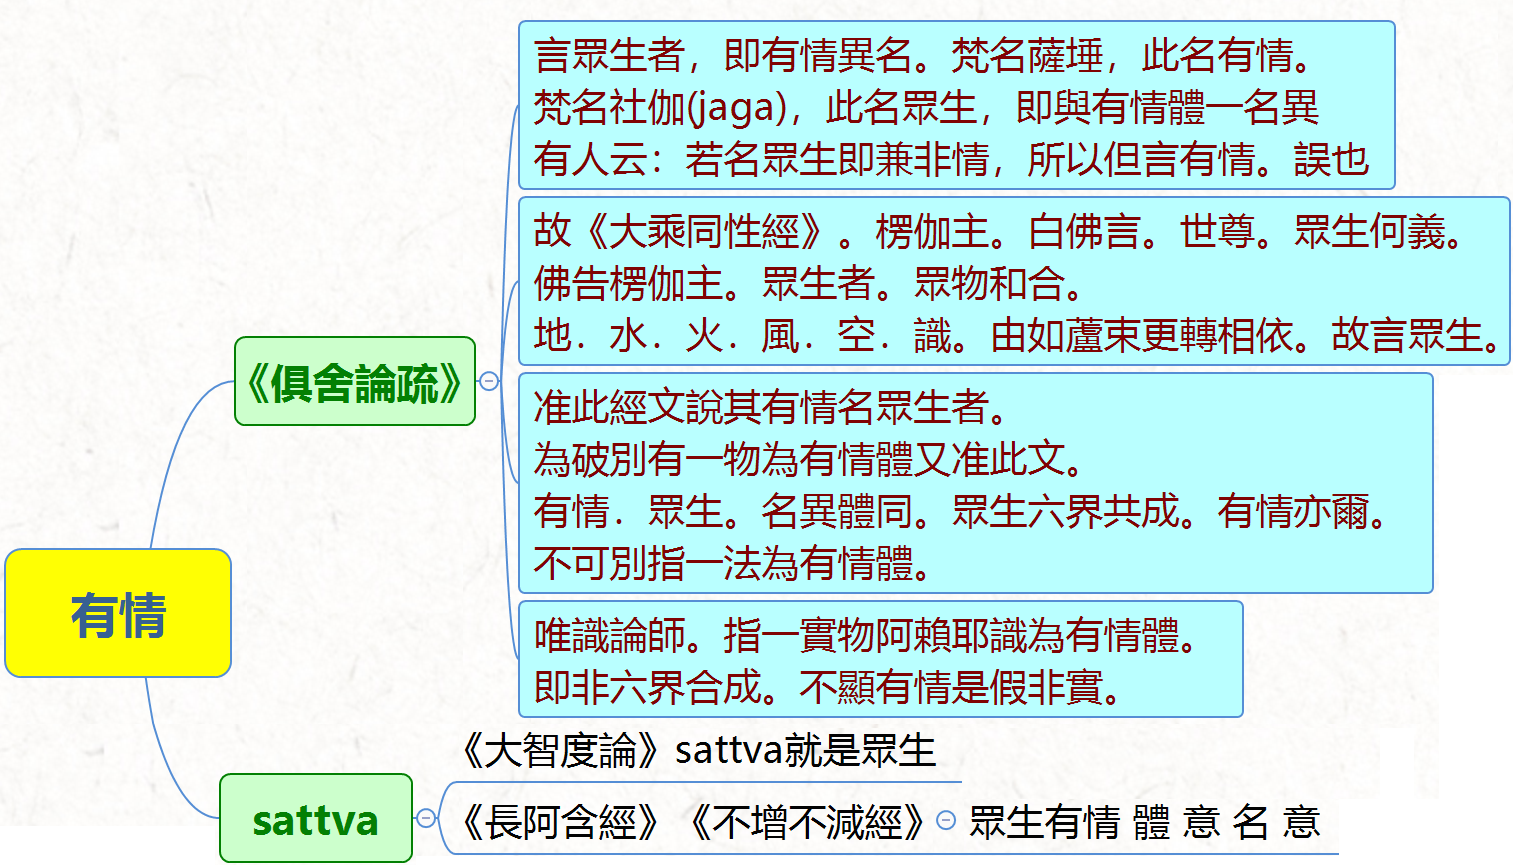 有情
《俱舍論疏》
言眾生者，即有情異名。梵名薩埵，此名有情。
梵名社伽(jaga)，此名眾生，即與有情體一名異
有人云：若名眾生即兼非情，所以但言有情。誤也
故《大乘同性經》。楞伽主。白佛言。世尊。眾生何義。
佛告楞伽主。眾生者。眾物和合。
地．水．火．風．空．識。由如蘆束更轉相依。故言眾生。
准此經文說其有情名眾生者。
為破別有一物為有情體又准此文。
有情．眾生。名異體同。眾生六界共成。有情亦爾。
不可別指一法為有情體。
唯識論師。指一實物阿賴耶識為有情體。
即非六界合成。不顯有情是假非實。
sattva
《大智度論》sattva就是眾生
《長阿含經》《不增不減經》 眾生有情 體 意 名 意